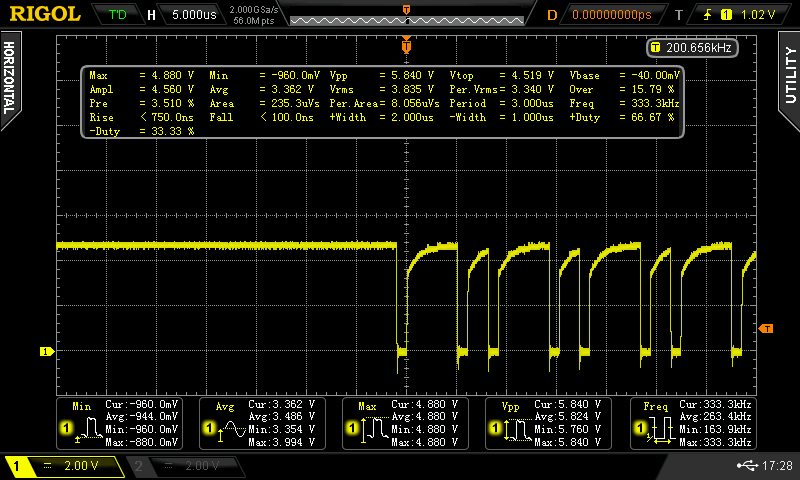 RIGOL T'D H 5.000us 2.000GSa/s 56.0M pts D 0.00000000ps T 1 1.02 V
HORIZONTAL
UTILITY
T 200.656kHz
Max = 4.880 V Min = -960.0mV Vpp = 5.840 V Vtop = 4.519 V Vbase = -40.00mV
Ampl = 4.560 V Avg = 3.362 V Vrms = 3.835 V Per.Vrms= 3.340 V Over = 15.79 %
Pre = 3.510 % Area = 235.3uVs Per.Area= 8.056uVs Period = 3.000us Freq = 333.3kHz
Rise < 750.0ns Fall < 100.0ns +Width = 2.000us -Width = 1.000us +Duty = 66.67 %
-Duty = 33.33 %
T
1
T
Min Cur:-960.0mV
Avg:-944.0mV
1 Min:-960.0mV
Max:-880.0mV
Avg Cur:3.362 V
Avg:3.486 V
1 Min:3.354 V
Max:3.994 V
Max Cur:4.880 V
Avg:4.880 V
1 Min:4.880 V
Max:4.880 V
Vpp Cur:5.840 V
Avg:5.824 V
1 Min:5.760 V
Max:5.840 V
Freq Cur:333.3kHz
Avg:263.4kHz
1 Min:163.9kHz
Max:333.3kHz
1 = 2.00 V 2 = 2.00 V 17:28